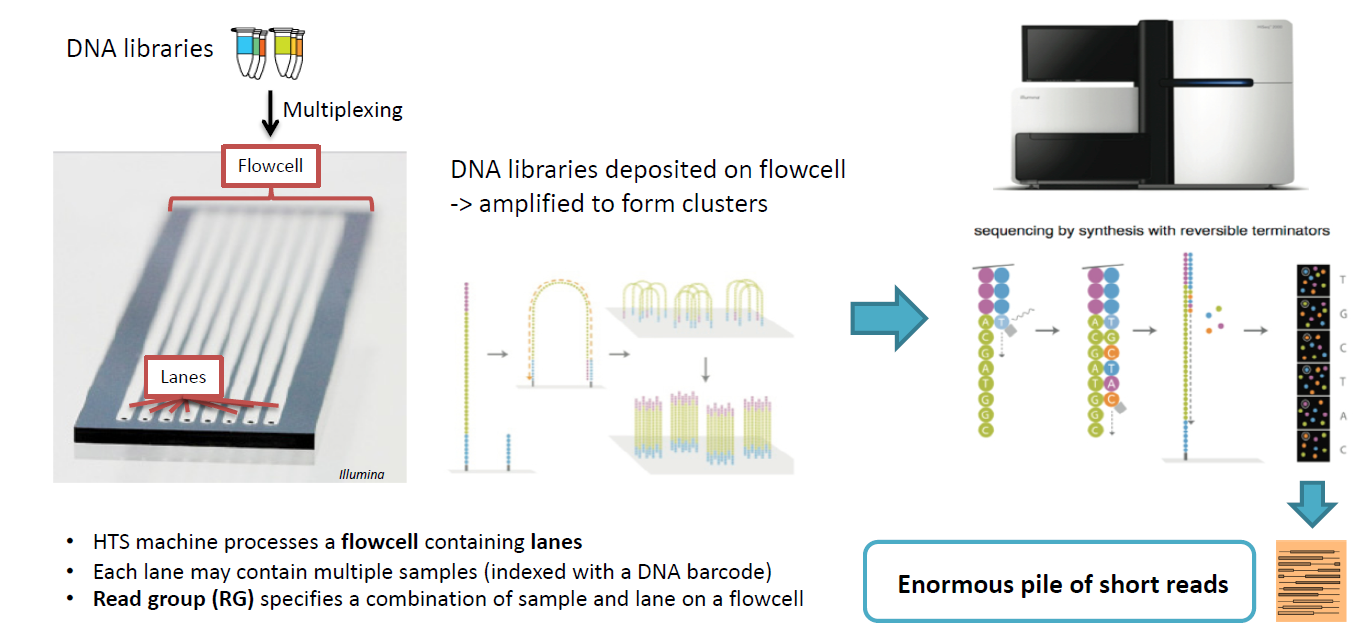 DNA libraries
Multiplexing
Flowcell
Lanes
Illumina
DNA libraries deposited on flowcell
-> amplified to form clusters
sequencing by synthesis with reversible terminators
A T
C
G
A
T
G
G
C
A T
C G
G C
A T
T A
G C
G
C
T
G
C
T
A
C
• HTS machine processes a flowcell containing lanes
• Each lane may contain multiple samples (indexed with a DNA barcode)
• Read group (RG) specifies a combination of sample and lane on a flowcell
Enormous pile of short reads